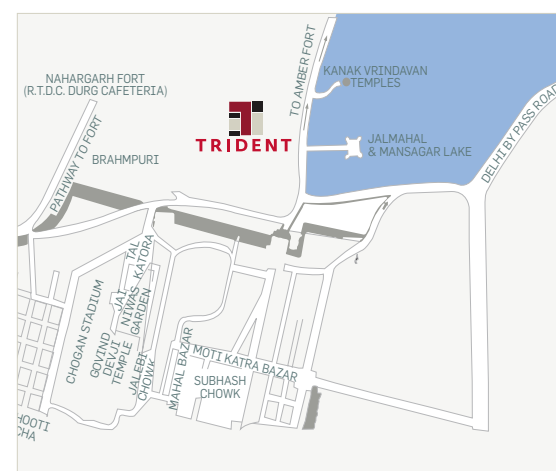 TO AMBER FORT
KANAK VRINDAVAN
TEMPLES
NAHARGARH FORT
(R.T.D.C. DURG CAFETERIA)
DELHI BY PASS ROAD
PATHWAY TO FORT
BRAHMPURI
TRIDENT
JALMAHAL
& MANSAGAR LAKE
TAL
KATORA
JAI
NIWAS
GARDEN
CHOGAN STADIUM
GOVIND
DEVJI
TEMPLE
JALEBI
CHOWK
MAHAL BAZAR
MOTI KATRA BAZAR
SUBHASH
CHOWK
HOOTI
CHA